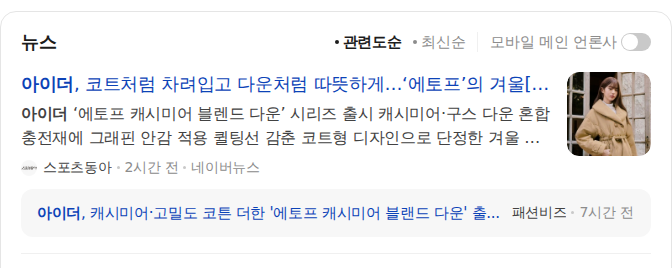 뉴스
• 관련도순 • 최신순 모바일 메인 언론사
아이더, 코트처럼 차려입고 다운처럼 따뜻하게…‘에토프’의 겨울[…
아이더 ‘에토프 캐시미어 블렌드 다운’ 시리즈 출시 캐시미어·구스 다운 혼합
충전재에 그래핀 안감 적용 퀼팅선 감춘 코트형 디자인으로 단정한 겨울 …
스포츠동아 • 2시간 전 • 네이버뉴스
아이더, 캐시미어·고밀도 코튼 더한 '에토프 캐시미어 블랜드 다운' 출… 패션비즈 • 7시간 전